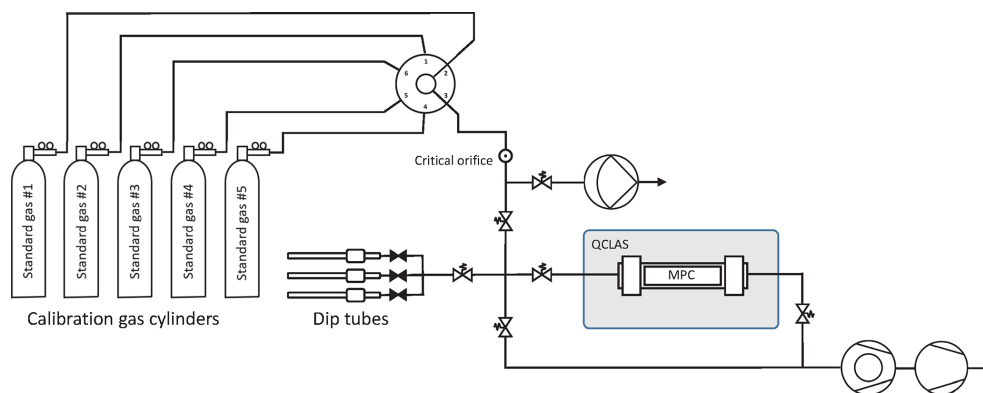 1
2
3
4
5
6
Critical orifice
Standard gas #1
Standard gas #2
Standard gas #3
Standard gas #4
Standard gas #5
QCLAS
MPC
Calibration gas cylinders
Dip tubes